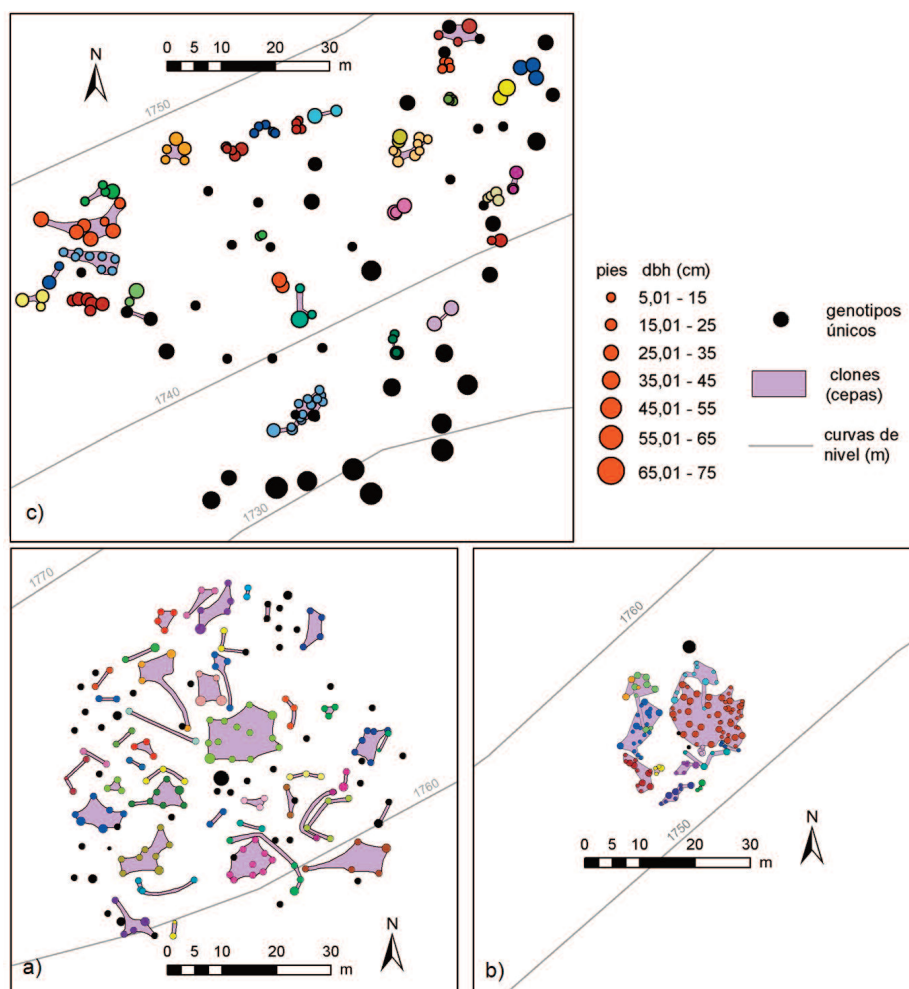 N
0 5 10 20 30
m
1750
1740
1730
c)
pies dbh (cm)
5,01 - 15
15,01 - 25
25,01 - 35
35,01 - 45
45,01 - 55
55,01 - 65
65,01 - 75
genotipos
únicos
clones
(cepas)
curvas de
nivel (m)
1770
1760
N
0 5 10 20 30
m
a)
1760
1750
0 5 10 20 30
m
N
b)